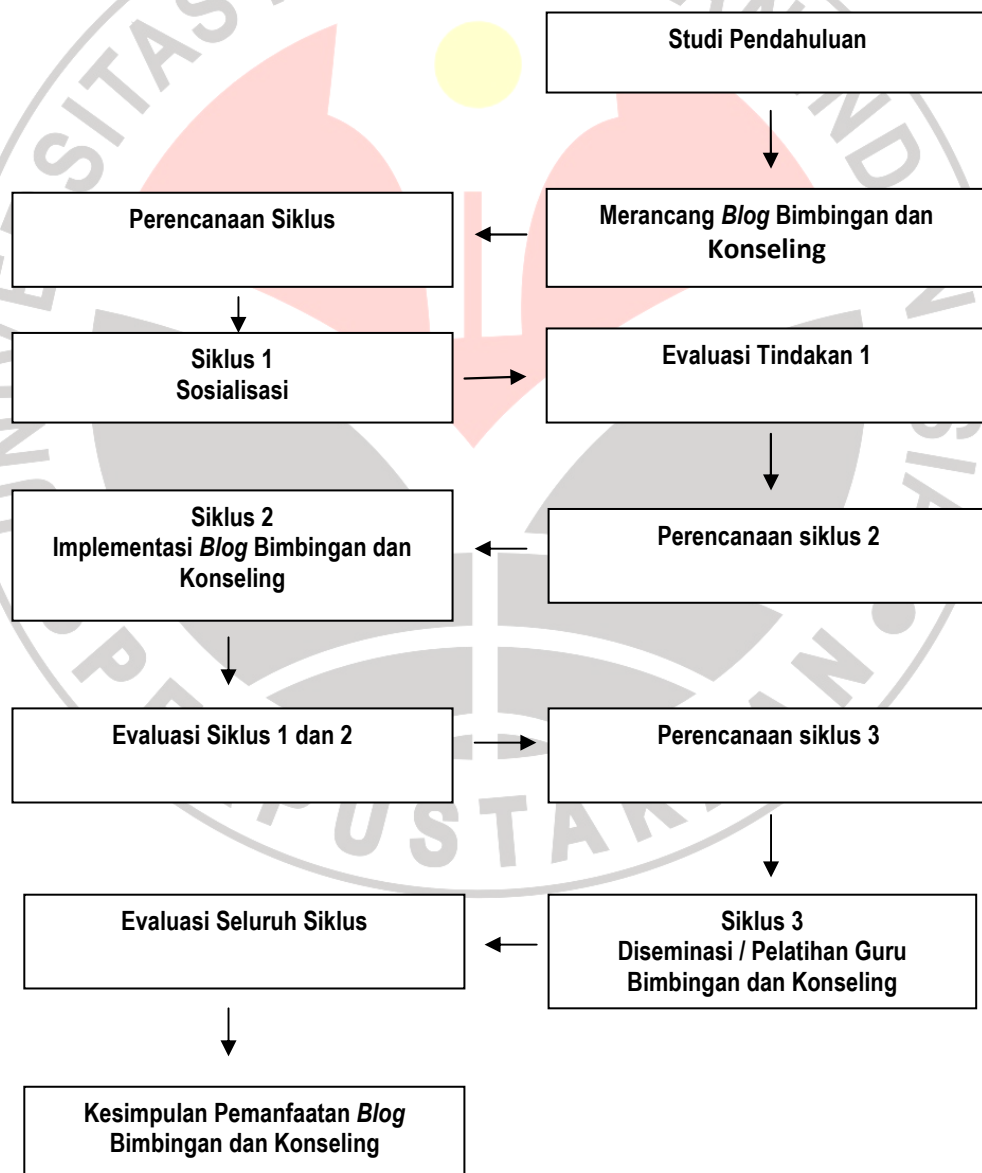 Studi Pendahuluan
Merancang Blog Bimbingan dan
Konseling
Perencanaan Siklus
Siklus 1
Sosialisasi
Evaluasi Tindakan 1
Perencanaan siklus 2
Siklus 2
Implementasi Blog Bimbingan dan
Konseling
Evaluasi Siklus 1 dan 2
Perencanaan siklus 3
Siklus 3
Diseminasi / Pelatihan Guru
Bimbingan dan Konseling
Evaluasi Seluruh Siklus
Kesimpulan Pemanfaatan Blog
Bimbingan dan Konseling